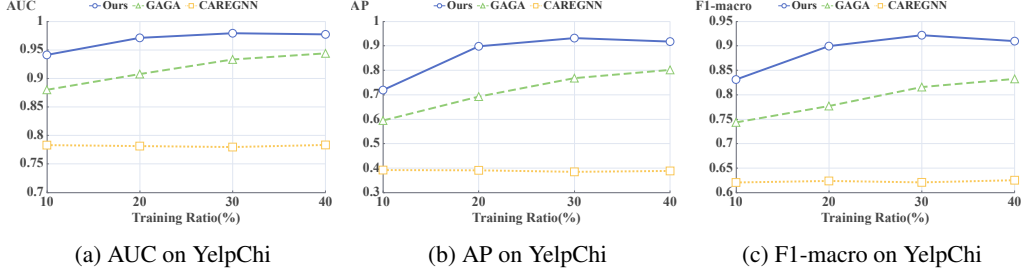 AUC
Ours GAGA CAREGNN
1
0.95
0.9
0.85
0.8
0.75
0.7
10 20 30 40
Training Ratio(%)
(a) AUC on YelpChi
AP
Ours GAGA CAREGNN
1
0.9
0.8
0.7
0.6
0.5
0.4
0.3
10 20 30 40
Training Ratio(%)
(b) AP on YelpChi
F1-macro
Ours GAGA CAREGNN
0.95
0.9
0.85
0.8
0.75
0.7
0.65
0.6
10 20 30 40
Training Ratio(%)
(c) F1-macro on YelpChi